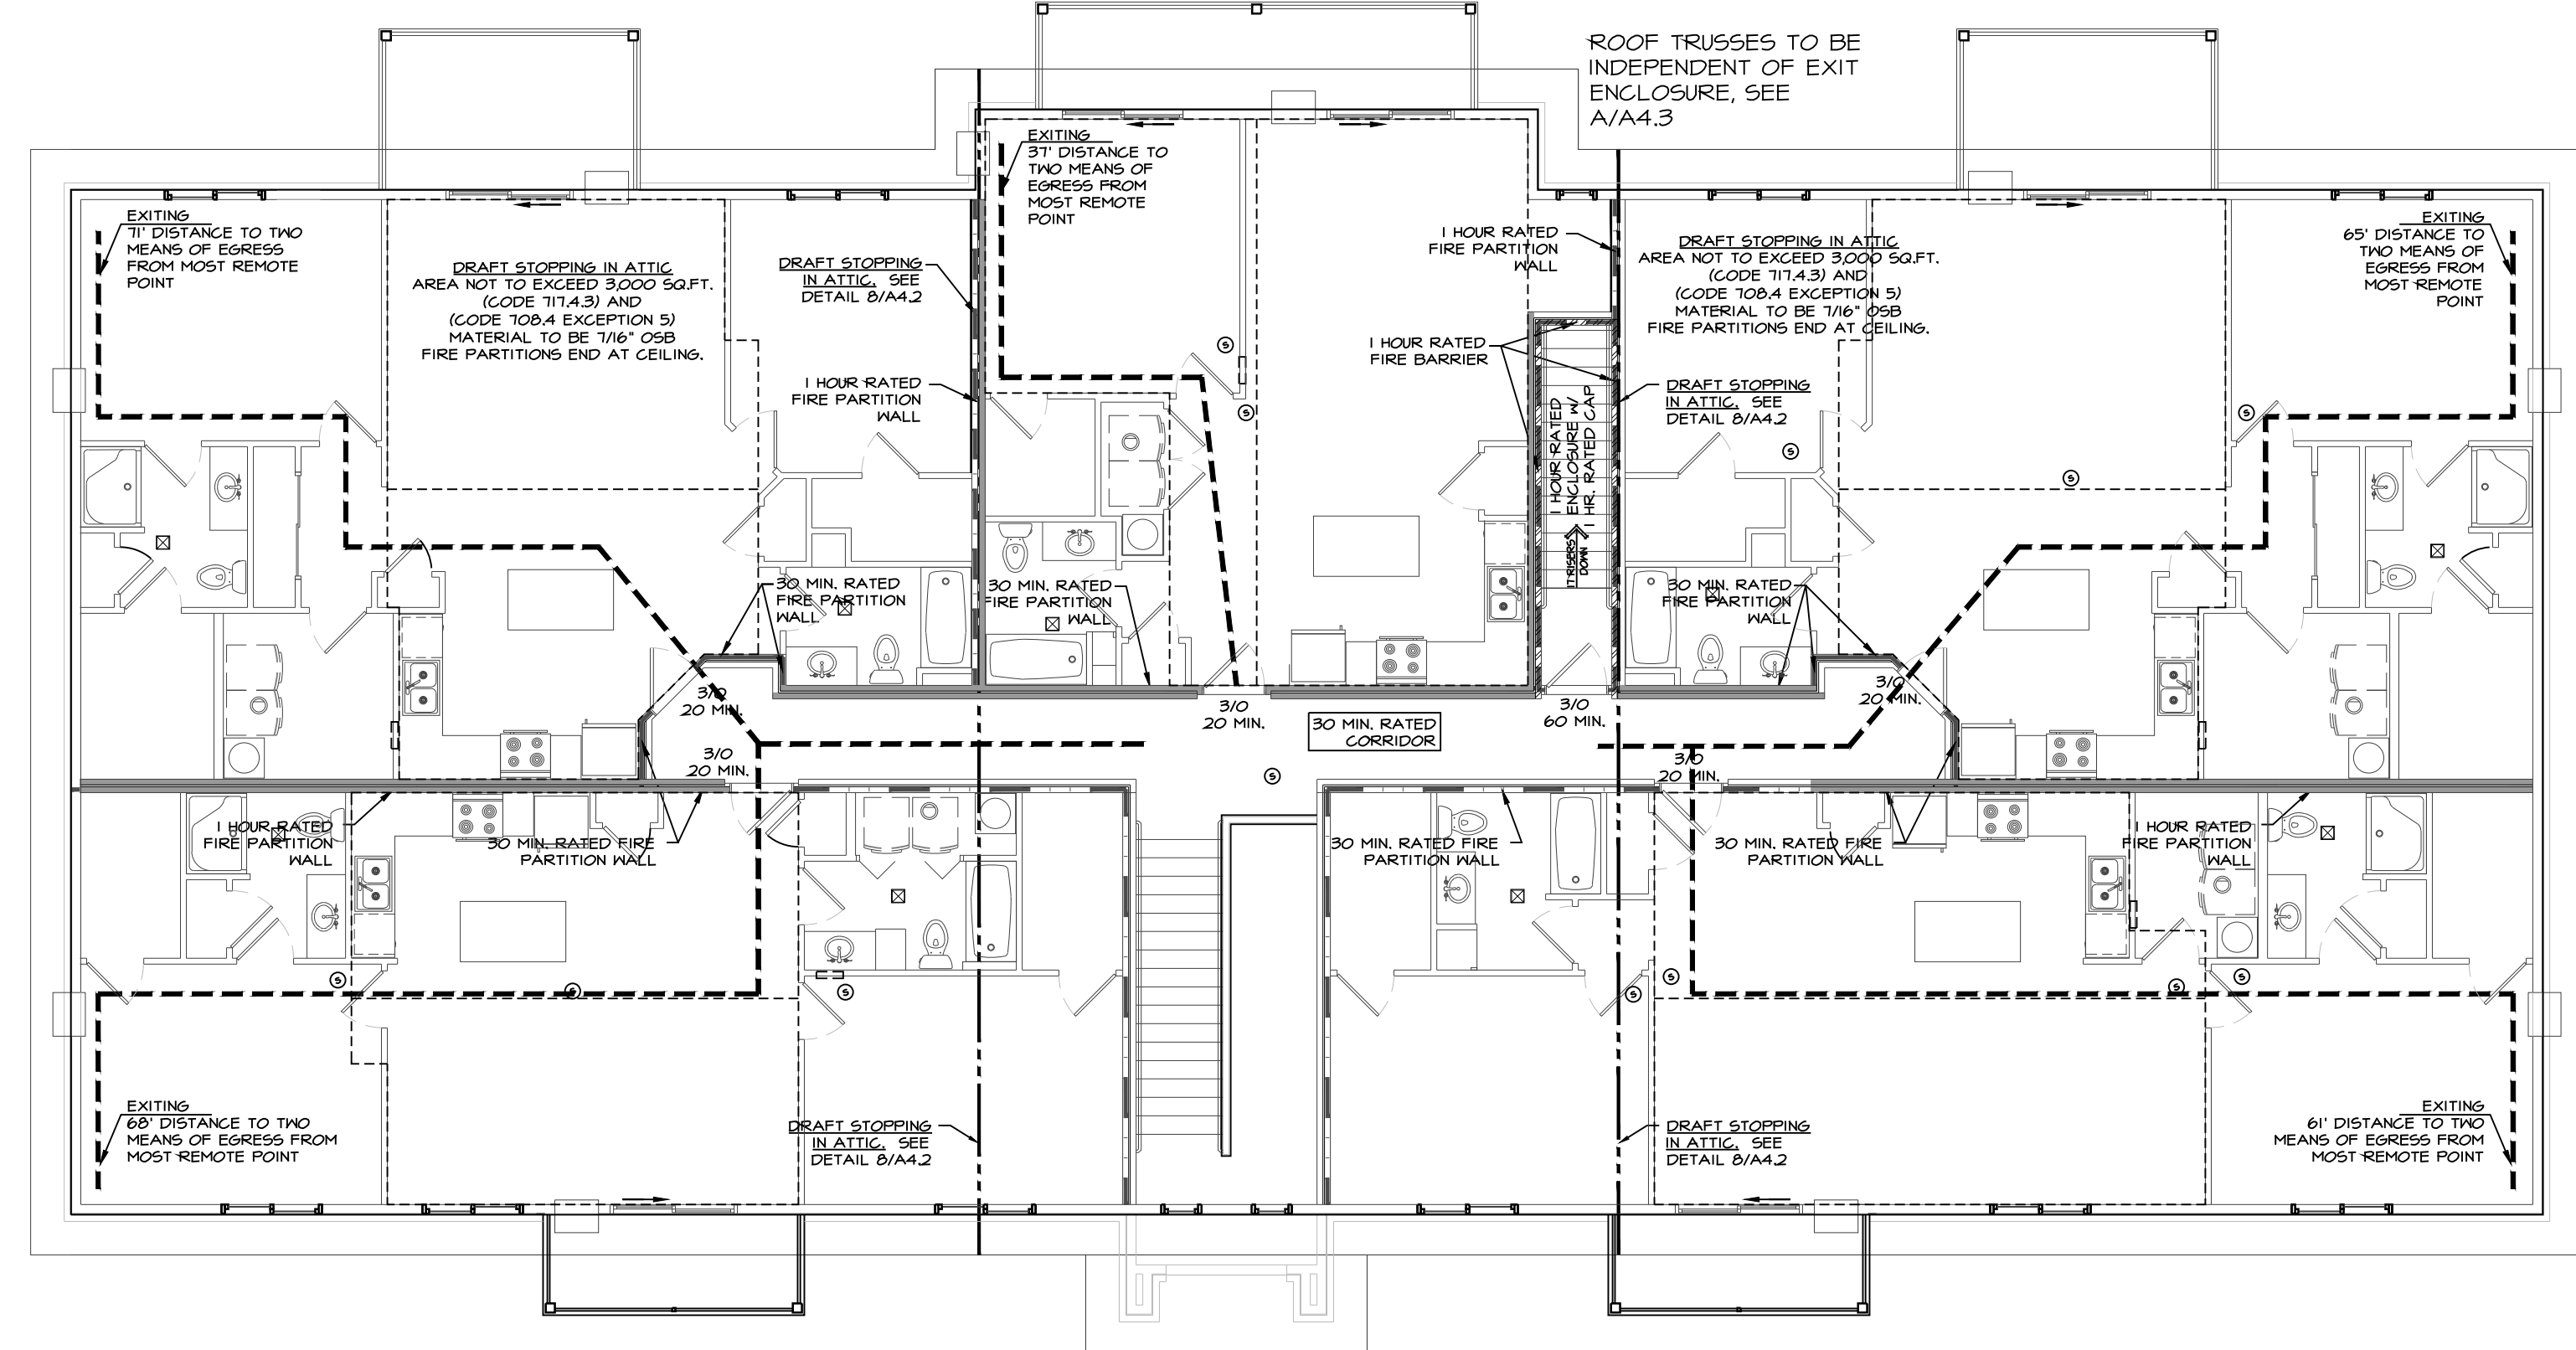 ROOF TRUSSES TO BE
INDEPENDENT OF EXIT
ENCLOSURE, SEE
A/A4.3
EXITING
37' DISTANCE TO
TWO MEANS OF
EGRESS FROM
MOST REMOTE
POINT
EXITING
71' DISTANCE TO TWO
MEANS OF EGRESS
FROM MOST REMOTE
POINT
DRAFT STOPPING IN ATTIC
AREA NOT TO EXCEED 3,000 SQ.FT.
(CODE 717.4.3) AND
(CODE 708.4 EXCEPTION 5)
MATERIAL TO BE 7/16" OSB
FIRE PARTITIONS END AT CEILING.
DRAFT STOPPING
IN ATTIC. SEE
DETAIL 8/A4.2
1 HOUR RATED
FIRE PARTITION
WALL
1 HOUR RATED
FIRE PARTITION
WALL
1 HOUR RATED
FIRE BARRIER
DRAFT STOPPING IN ATTIC
AREA NOT TO EXCEED 3,000 SQ.FT.
(CODE 717.4.3) AND
(CODE 708.4 EXCEPTION 5)
MATERIAL TO BE 7/16" OSB
FIRE PARTITIONS END AT CEILING.
EXITING
65' DISTANCE TO
TWO MEANS OF
EGRESS FROM
MOST REMOTE
POINT
DRAFT STOPPING
IN ATTIC. SEE
DETAIL 8/A4.2
1 HOUR RATED
ENCLOSURE W/
1 HR. RATED CAP
17 RISERS
DOWN
S
S
S
S
S
30 MIN. RATED
FIRE PARTITION
WALL
30 MIN. RATED
FIRE PARTITION
WALL
30 MIN. RATED
FIRE PARTITION
WALL
3/0
20 MIN.
3/0
20 MIN.
3/0
60 MIN.
3/0
20 MIN.
30 MIN. RATED
CORRIDOR
3/0
20 MIN.
3/0
20 MIN.
S
1 HOUR RATED
FIRE PARTITION
WALL
30 MIN. RATED FIRE
PARTITION WALL
30 MIN. RATED FIRE
PARTITION WALL
30 MIN. RATED FIRE
PARTITION WALL
1 HOUR RATED
FIRE PARTITION
WALL
S
S
S
S
S
S
S
EXITING
68' DISTANCE TO TWO
MEANS OF EGRESS FROM
MOST REMOTE POINT
DRAFT STOPPING
IN ATTIC. SEE
DETAIL 8/A4.2
DRAFT STOPPING
IN ATTIC. SEE
DETAIL 8/A4.2
EXITING
61' DISTANCE TO TWO
MEANS OF EGRESS FROM
MOST REMOTE POINT